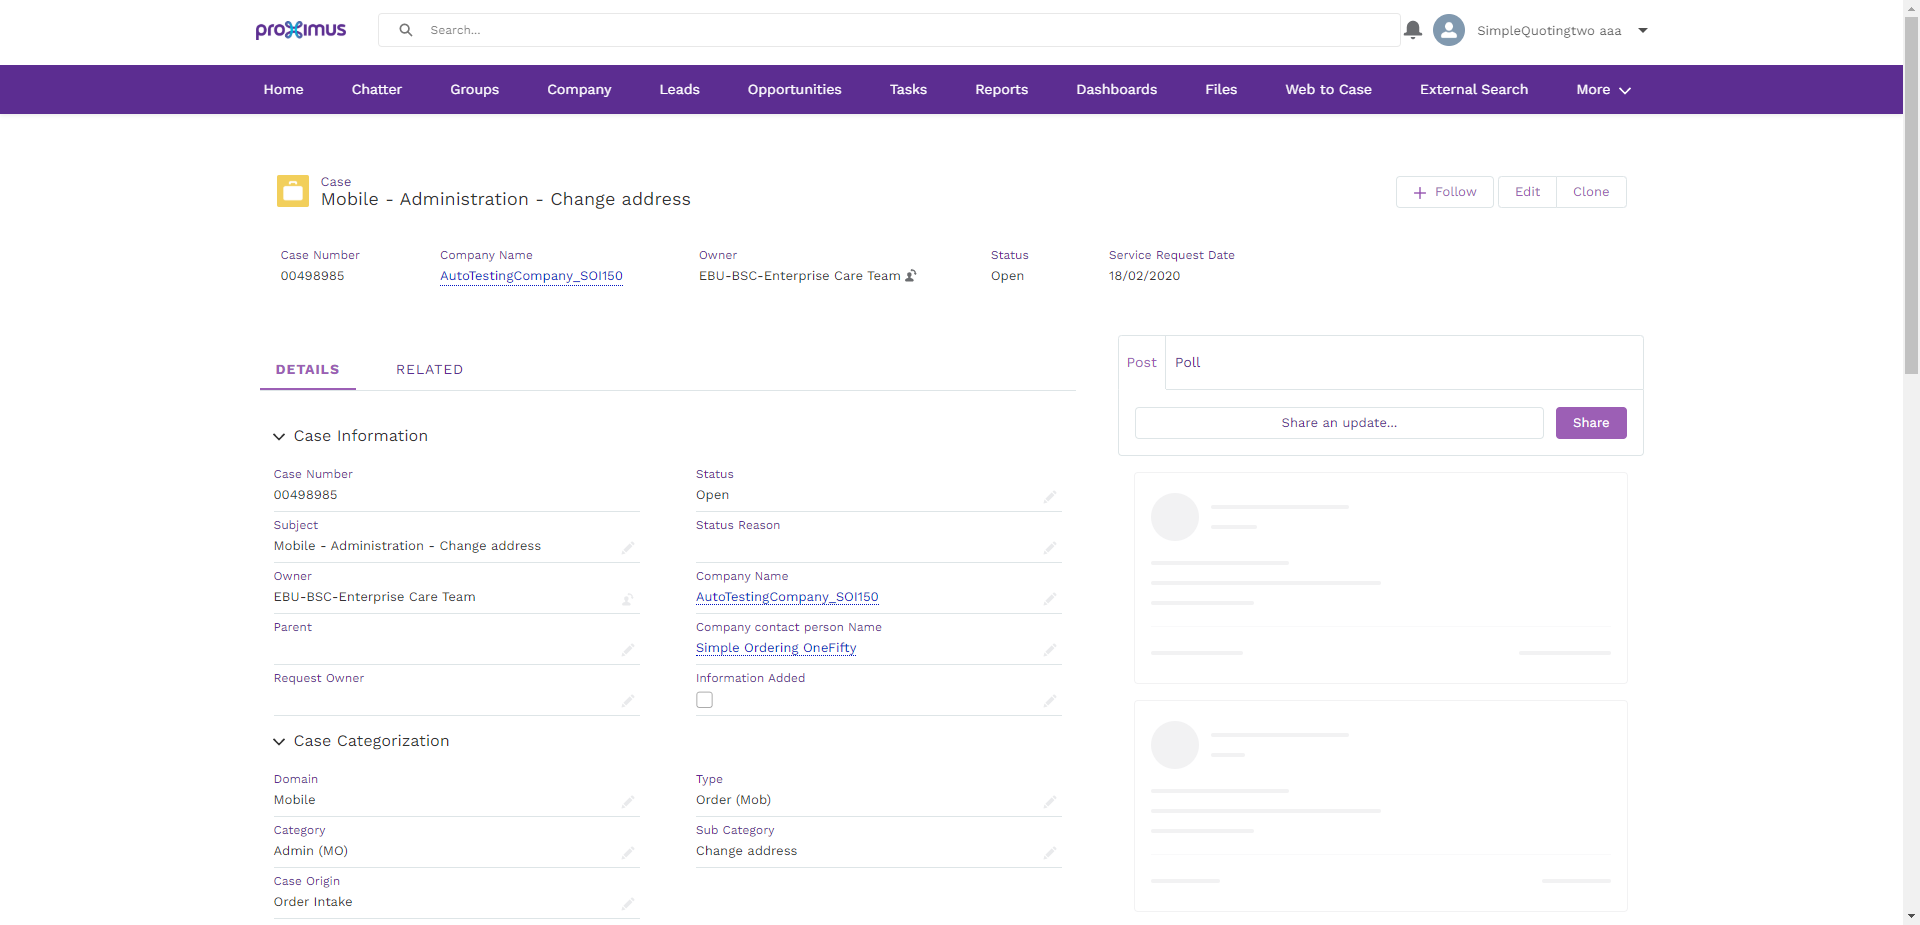 proximus
Search...
SimpleQuotingtwo aaa
Home Chatter Groups Company Leads Opportunities Tasks Reports Dashboards Files Web to Case External Search More
Case
Mobile - Administration - Change address
Follow Edit Clone
Case Number Company Name Owner Status Service Request Date
00498985 AutoTestingCompany_SOI150 EBU-BSC-Enterprise Care Team Open 18/02/2020
DETAILS RELATED
Post Poll
Share an update... Share
Case Information
Case Number Status
00498985 Open
Subject Status Reason
Mobile - Administration - Change address
Owner Company Name
EBU-BSC-Enterprise Care Team AutoTestingCompany_SOI150
Parent Company contact person Name
Simple Ordering OneFifty
Request Owner Information Added
Case Categorization
Domain Type
Mobile Order (Mob)
Category Sub Category
Admin (MO) Change address
Case Origin
Order Intake